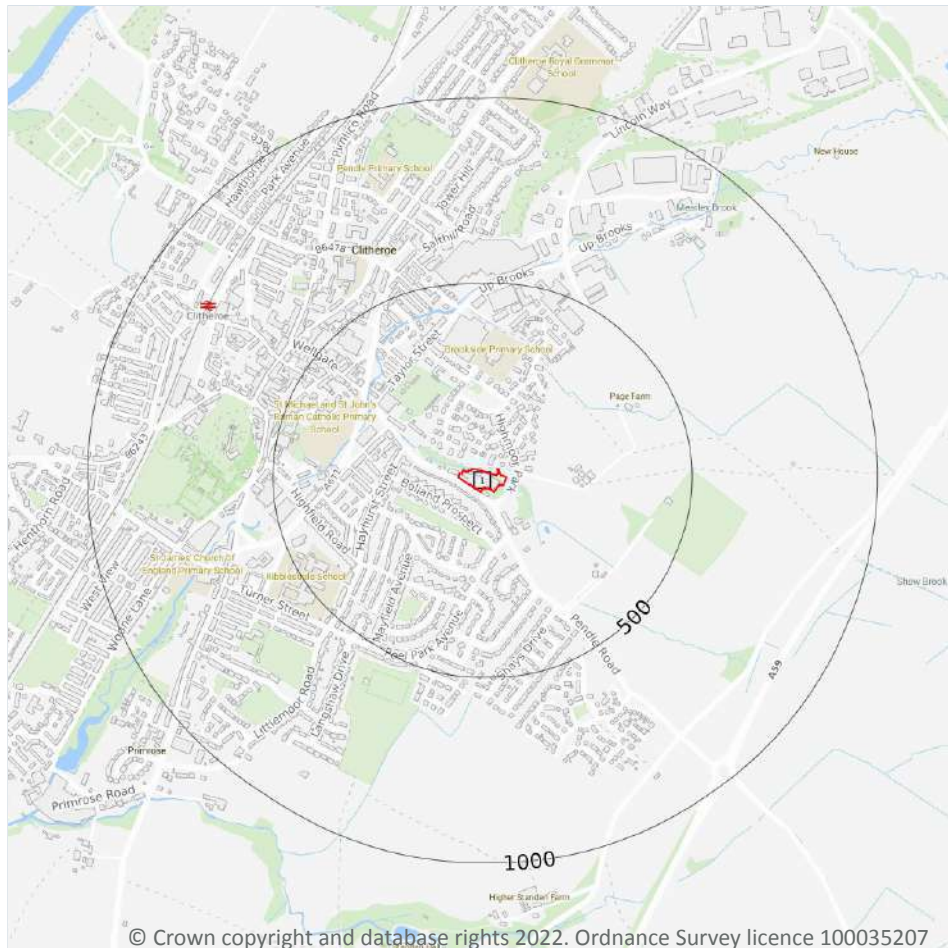 Clitheroe Royal Grammar
School
Lincoln Way
New House
Pimlico Road
Park Avenue
Hawthorne
Pendle Primary School
Tower Hill
Salthill Road
Mearley Brook
Up Brooks
B6478
Clitheroe
Up Brooks
Clitheroe
Wellgate
Taylor Street
Brookside Primary School
Page Farm
St Michael and St John's
Roman Catholic Primary
School
Highmoor Park
B6243
A671
1
Henthorn Road
Highfield Road
Hayhurst Street
Bolland Prospect
St James' Church of
England Primary School
Ribblesdale School
Shaw Brook
West View
Woone Lane
Turner Street
Mayfield Avenue
500
Peel Park Avenue
Shays Drive
Pendle Road
A59
Littlemoor Road
Langshaw Drive
Primrose
Primrose Road
1000
Higher Standen Farm
© Crown copyright and database rights 2022. Ordnance Survey licence 100035207